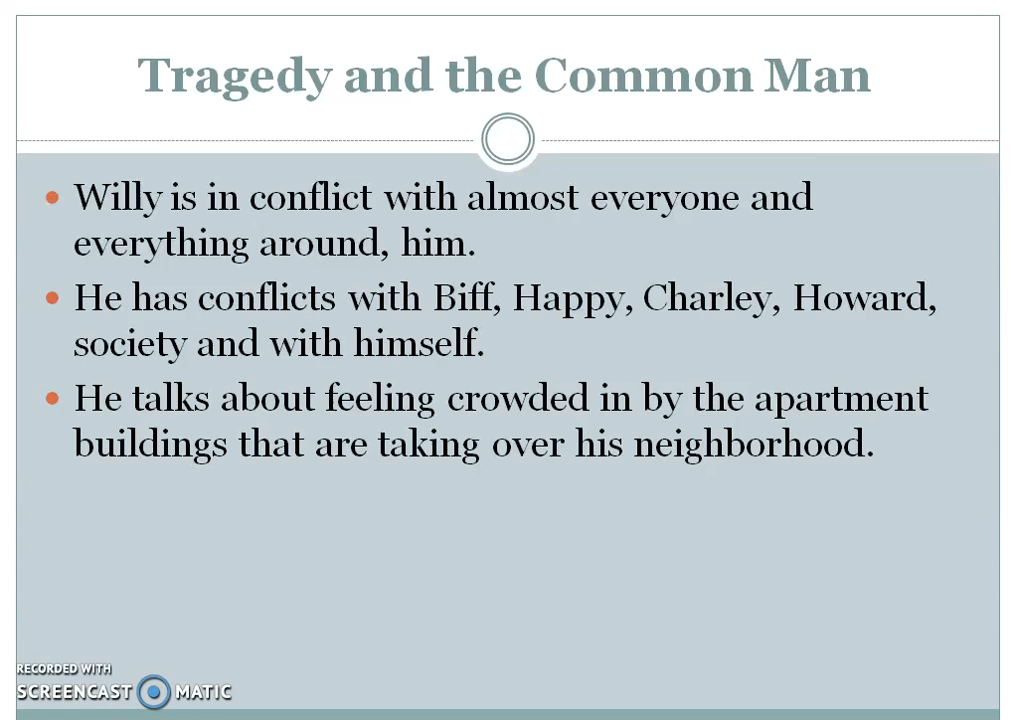 Tragedy and the Common Man
• Willy is in conflict with almost everyone and
everything around, him.
• He has conflicts with Biff, Happy, Charley, Howard,
society and with himself.
• He talks about feeling crowded in by the apartment
buildings that are taking over his neighborhood.
RECORDED WITH
SCREENCAST MATIC